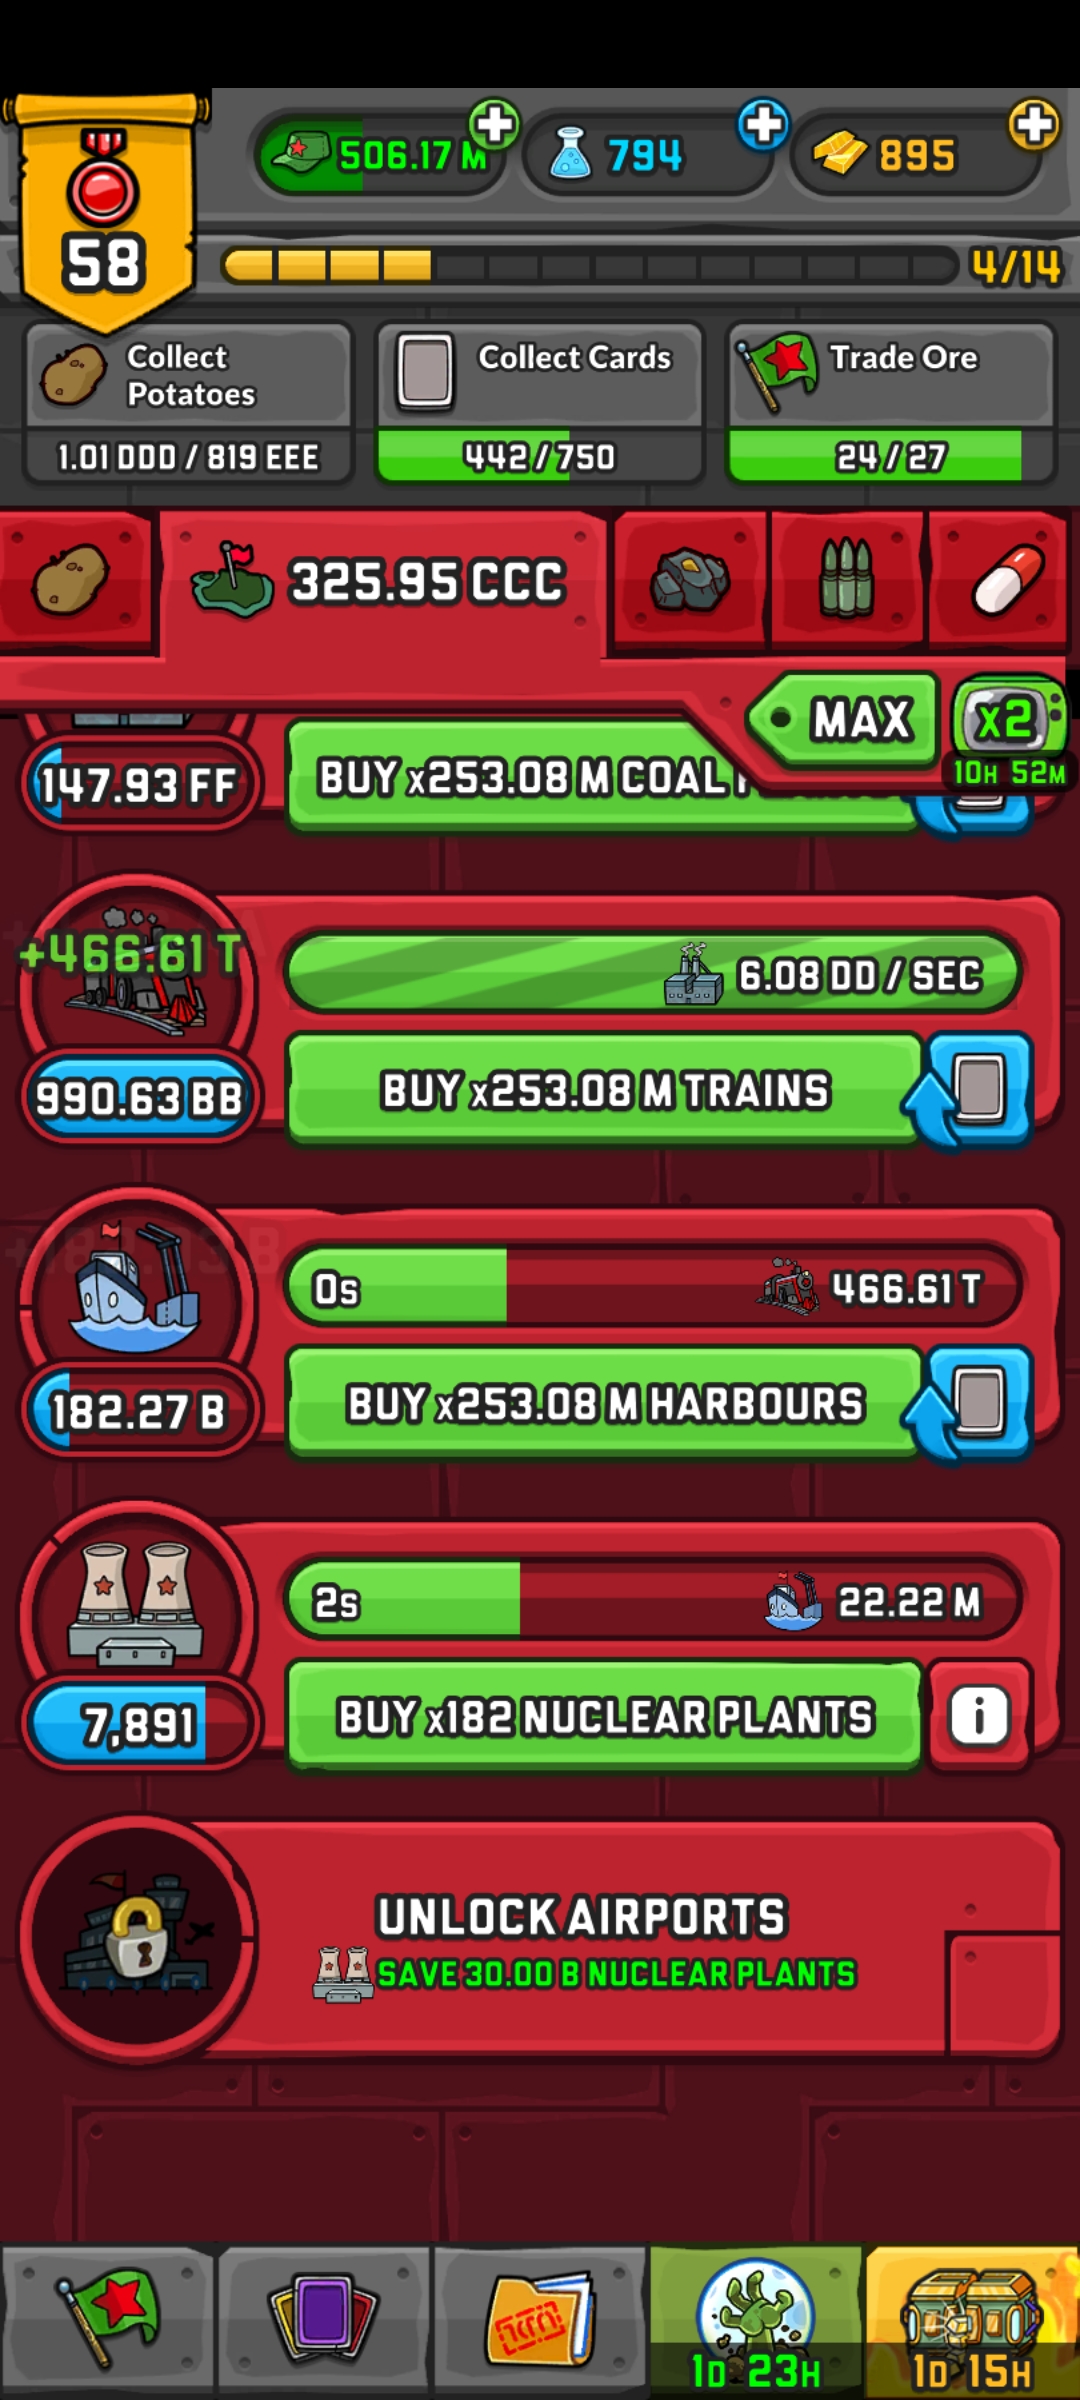 506.17 M
794
895
58
4/14
Collect
Potatoes
Collect Cards
Trade Ore
1.01 DDD / 819 EEE
442/750
24/27
325.95 CCC
MAX
x2
10H 52M
147.93 FF
BUY x253.08 M COAL
+466.61 T
6.08 DD / SEC
990.63 BB
BUY x253.08 M TRAINS
0s
466.61 T
182.27 B
BUY x253.08 M HARBOURS
2s
22.22 M
7,891
BUY x182 NUCLEAR PLANTS
i
UNLOCK AIRPORTS
SAVE 30.00 B NUCLEAR PLANTS
1D 23H
1D 15H